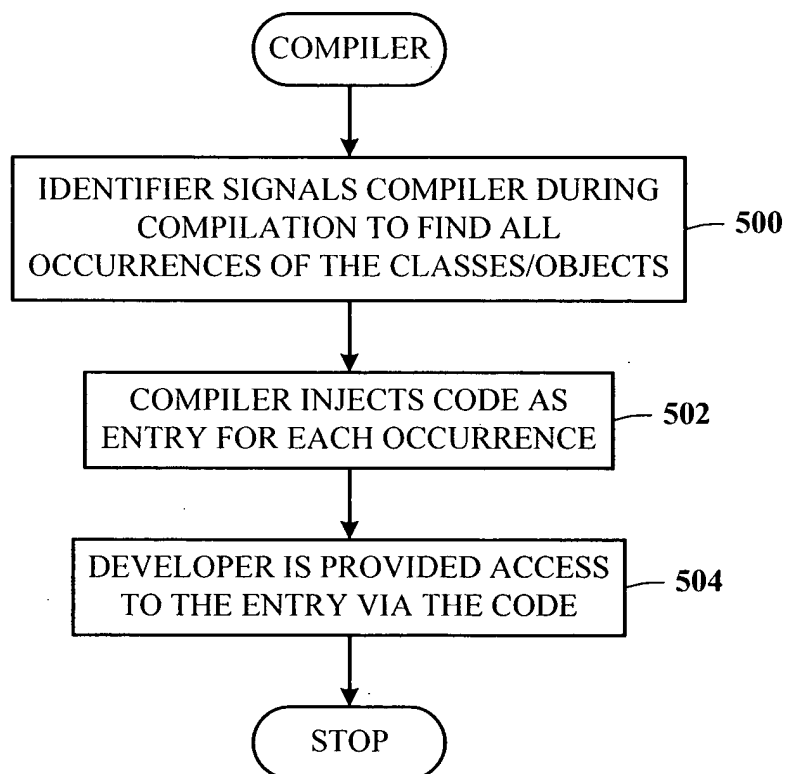 COMPILER
IDENTIFIER SIGNALS COMPILER DURING
COMPILATION TO FIND ALL
OCCURRENCES OF THE CLASSES/OBJECTS
500
COMPILER INJECTS CODE AS
ENTRY FOR EACH OCCURRENCE
502
DEVELOPER IS PROVIDED ACCESS
TO THE ENTRY VIA THE CODE
504
STOP